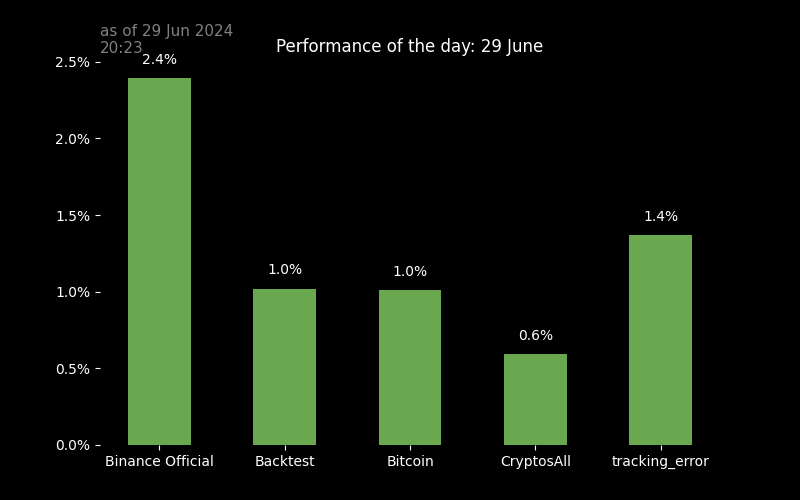 as of 29 Jun 2024
20:23
Performance of the day: 29 June
2.5%
2.0%
1.5%
1.0%
0.5%
0.0%
2.4%
1.0%
1.0%
0.6%
1.4%
Binance Official
Backtest
Bitcoin
CryptosAll
tracking_error